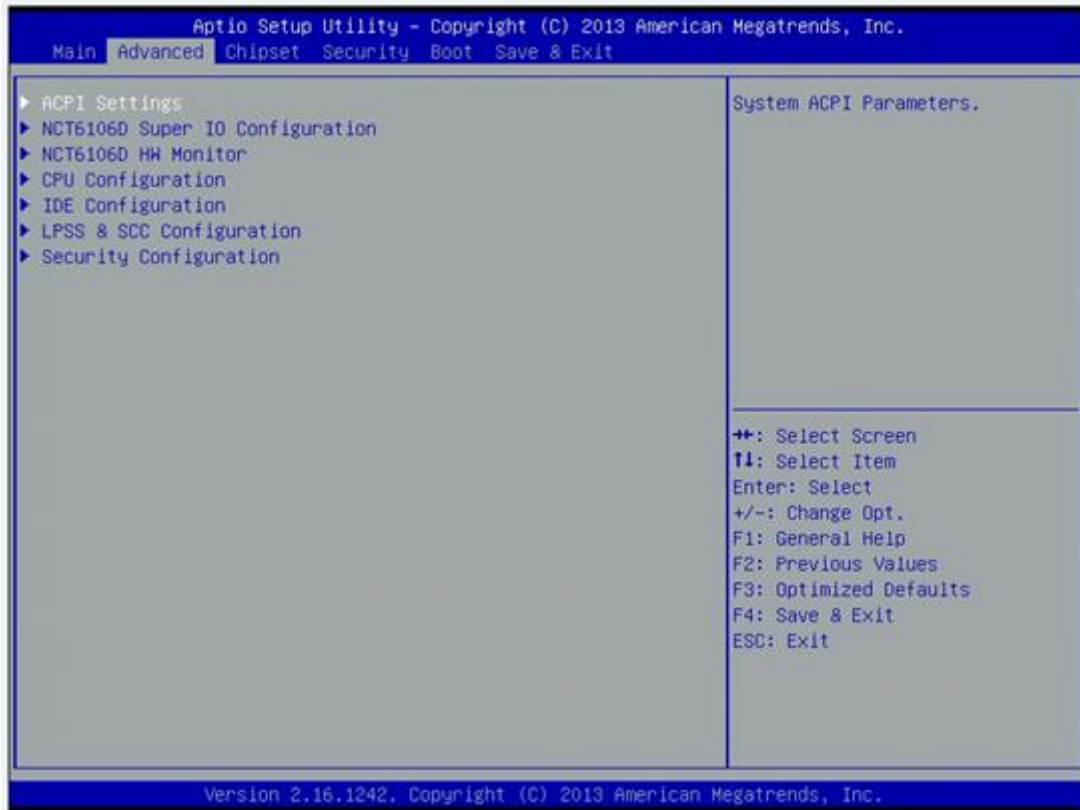 Aptio Setup Utility – Copyright (C) 2013 American Megatrends, Inc.
Main Advanced Chipset Security Boot Save & Exit
ACPI Settings
NCT6106D Super IO Configuration
NCT6106D HW Monitor
CPU Configuration
IDE Configuration
LPSS & SCC Configuration
Security Configuration
System ACPI Parameters.
→←: Select Screen
↑↓: Select Item
Enter: Select
+/-: Change Opt.
F1: General Help
F2: Previous Values
F3: Optimized Defaults
F4: Save & Exit
ESC: Exit
Version 2.16.1242. Copyright (C) 2013 American Megatrends, Inc.